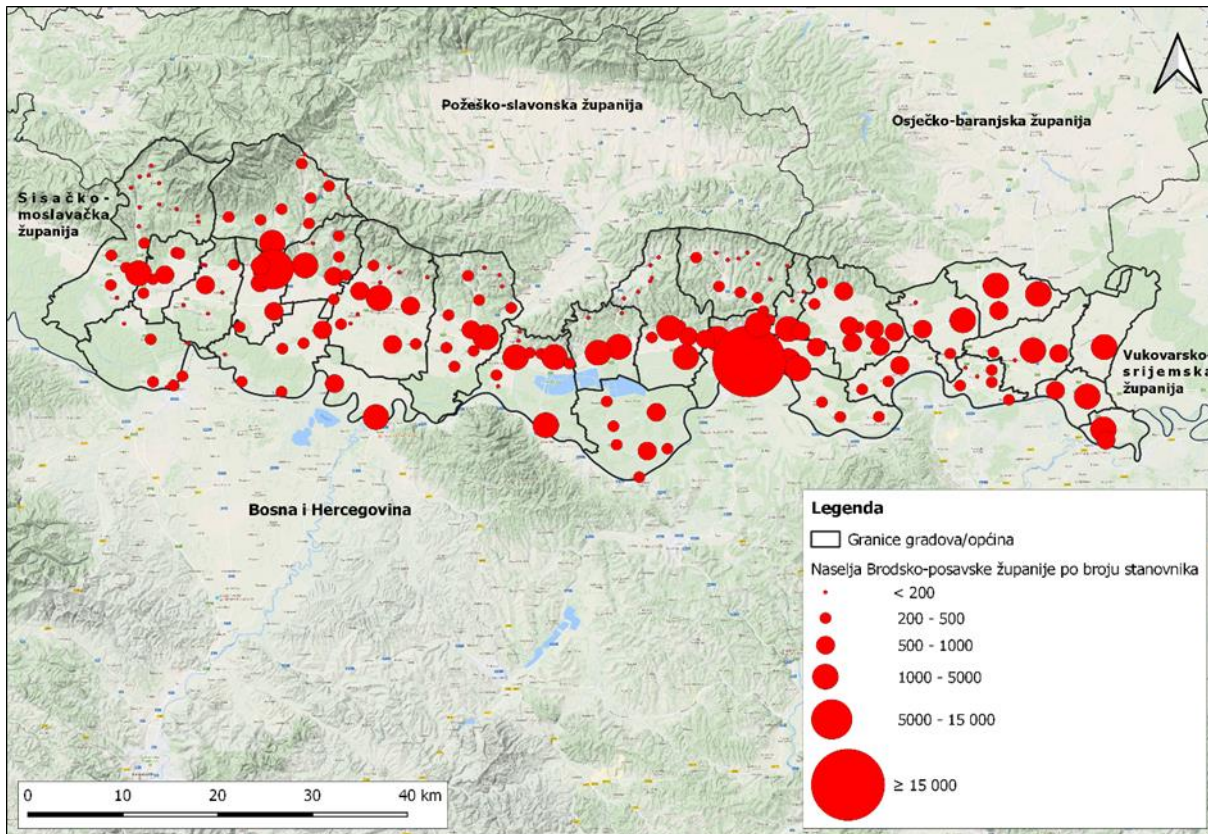 Požeško-slavonska županija
Osječko-baranjska županija
Sisačko-
moslavačka
županija
Vukovarsko-
srijemska
županija
Bosna i Hercegovina
Legenda
Granice gradova/općina
Naselja Brodsko-posavske županije po broju stanovnika
< 200
200 - 500
500 - 1000
1000 - 5000
5000 - 15 000
≥ 15 000
0 10 20 30 40 km